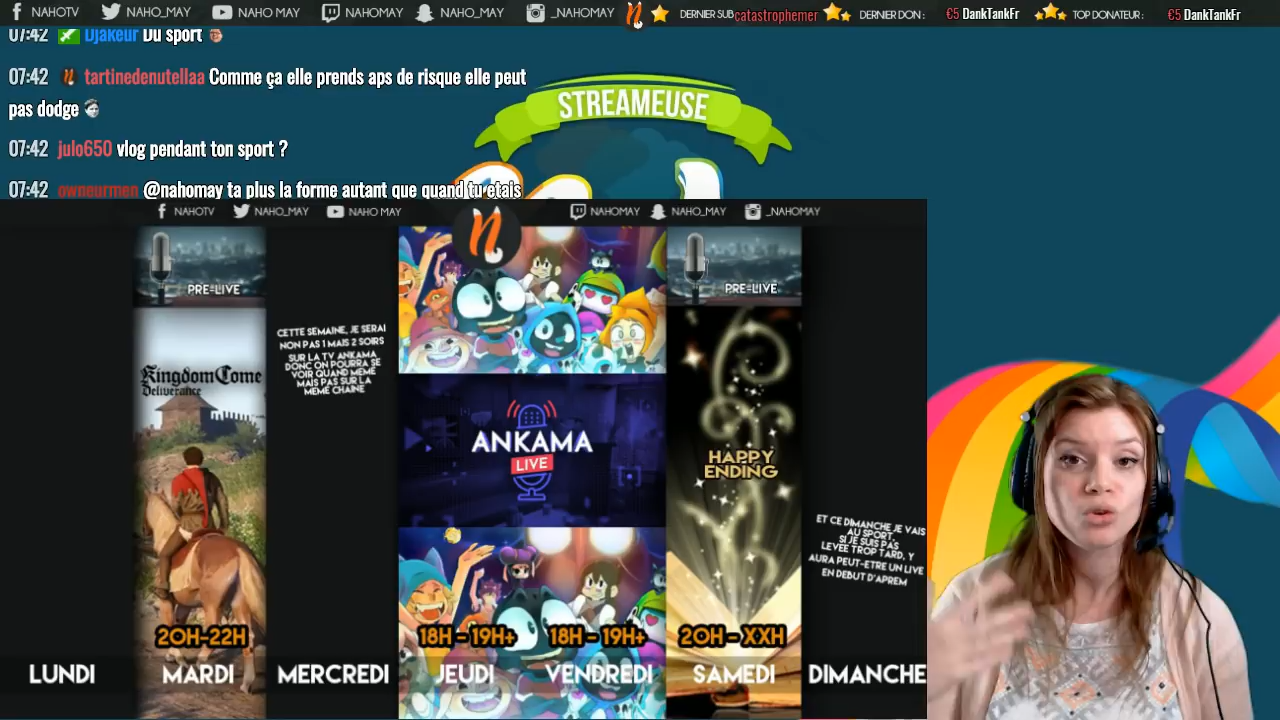 NAHOTV NAHO_MAY NAHO MAY NAHOMAY NAHO_MAY _NAHOMAY DERNIER SUB catastrophemer DERNIER DON : €5 DankTankFr TOP DONATEUR : €5 DankTankFr
07:42 Djakeur Du sport
07:42 tartinedenutellaa Comme ça elle prends aps de risque elle peut
pas dodge
07:42 julo650 vlog pendant ton sport ?
07:42 owneurmen @nahomay ta plus la forme autant que quand tu etais
STREAMEUSE
NAHOTV NAHO_MAY NAHO MAY NAHOMAY NAHO_MAY _NAHOMAY
PRE-LIVE
Kingdom Come
Deliverance
20H-22H
CETTE SEMAINE, JE SERAI
NON PAS 1 MAIS 2 SOIRS
SUR LA TV ANKAMA
DONC ON POURRA SE
VOIR QUAND MEME
MAIS PAS SUR LA
MEME CHAINE
ANKAMA
LIVE
18H - 19H+ 18H - 19H+
PRE-LIVE
HAPPY
ENDING
20H - XXH
ET CE DIMANCHE JE VAIS
AU SPORT,
SI JE SUIS PAS
LEVEE TROP TARD, Y
AURA PEUT-ETRE UN LIVE
EN DEBUT D'APREM
LUNDI MARDI MERCREDI JEUDI VENDREDI SAMEDI DIMANCHE